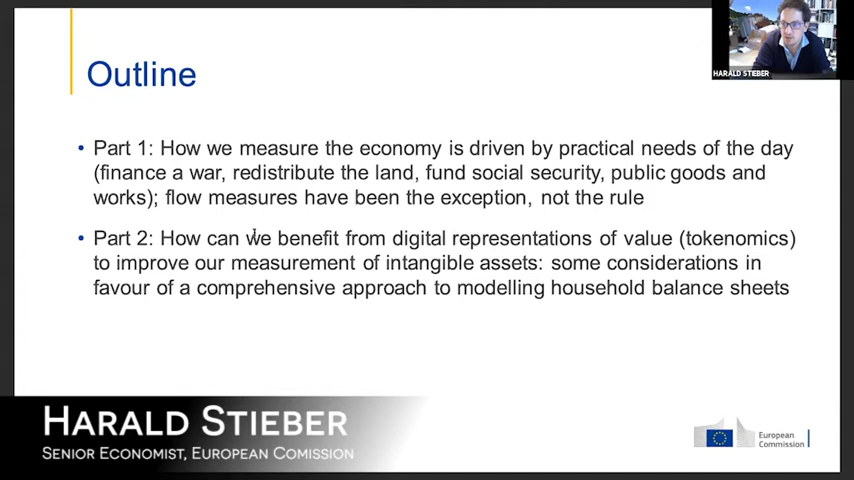 HARALD STIEBER
Outline
• Part 1: How we measure the economy is driven by practical needs of the day
(finance a war, redistribute the land, fund social security, public goods and
works); flow measures have been the exception, not the rule
• Part 2: How can we benefit from digital representations of value (tokenomics)
to improve our measurement of intangible assets: some considerations in
favour of a comprehensive approach to modelling household balance sheets
HARALD STIEBER
SENIOR ECONOMIST, EUROPEAN COMISSION
European
Commission